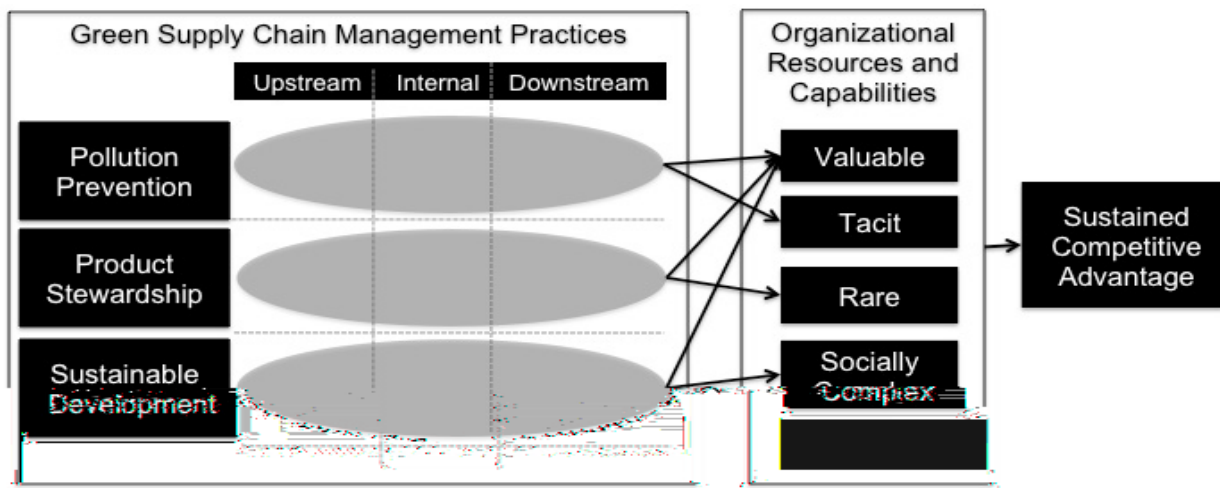 Green Supply Chain Management Practices
Upstream Internal Downstream
Pollution
Prevention
Product
Stewardship
Sustainable
Development
Organizational
Resources and
Capabilities
Valuable
Tacit
Rare
Socially
Complex
Sustained
Competitive
Advantage